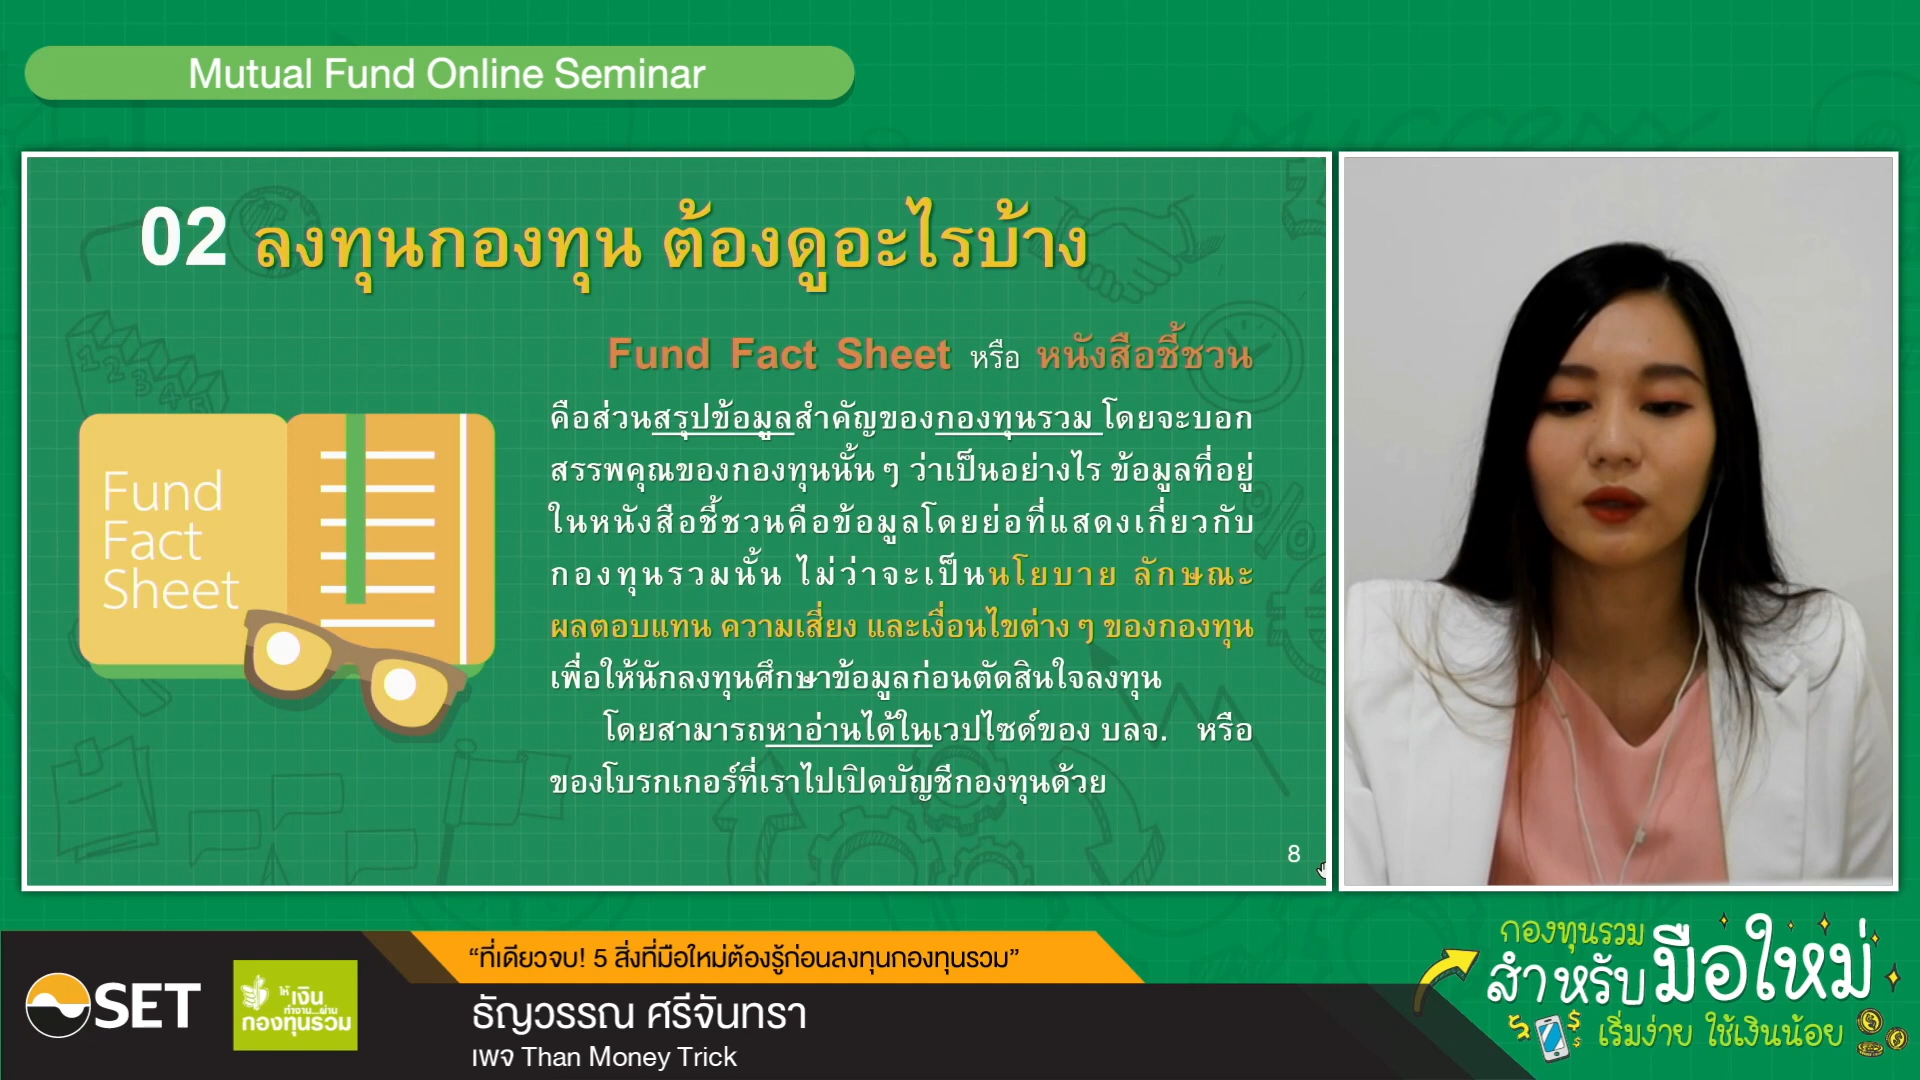 Mutual Fund Online Seminar
02 ลงทุนกองทุน ต้องดูอะไรบ้าง
Fund Fact Sheet หรือ หนังสือชี้ชวน
คือส่วนสรุปข้อมูลสำคัญของกองทุนรวม โดยจะบอก
สรรพคุณของกองทุนนั้น ๆ ว่าเป็นอย่างไร ข้อมูลที่อยู่
ในหนังสือชี้ชวนคือข้อมูลโดยย่อที่แสดงเกี่ยวกับ
กองทุนรวมนั้น ไม่ว่าจะเป็นนโยบาย ลักษณะ
ผลตอบแทน ความเสี่ยง และเงื่อนไขต่าง ๆ ของกองทุน
เพื่อให้นักลงทุนศึกษาข้อมูลก่อนตัดสินใจลงทุน
โดยสามารถหาอ่านได้ในเวปไซด์ของ บลจ. หรือ
ของโบรกเกอร์ที่เราไปเปิดบัญชีกองทุนด้วย
Fund
Fact
Sheet
1 2 3 4 5
%
8
"ที่เดียวจบ! 5 สิ่งที่มือใหม่ต้องรู้ก่อนลงทุนกองทุนรวม"
ธัญวรรณ ศรีจันทรา
เพจ Than Money Trick
SET
ให้เงิน
ทำงาน...ผ่าน
กองทุนรวม
กองทุนรวม
สำหรับมือใหม่
เริ่มง่าย ใช้เงินน้อย